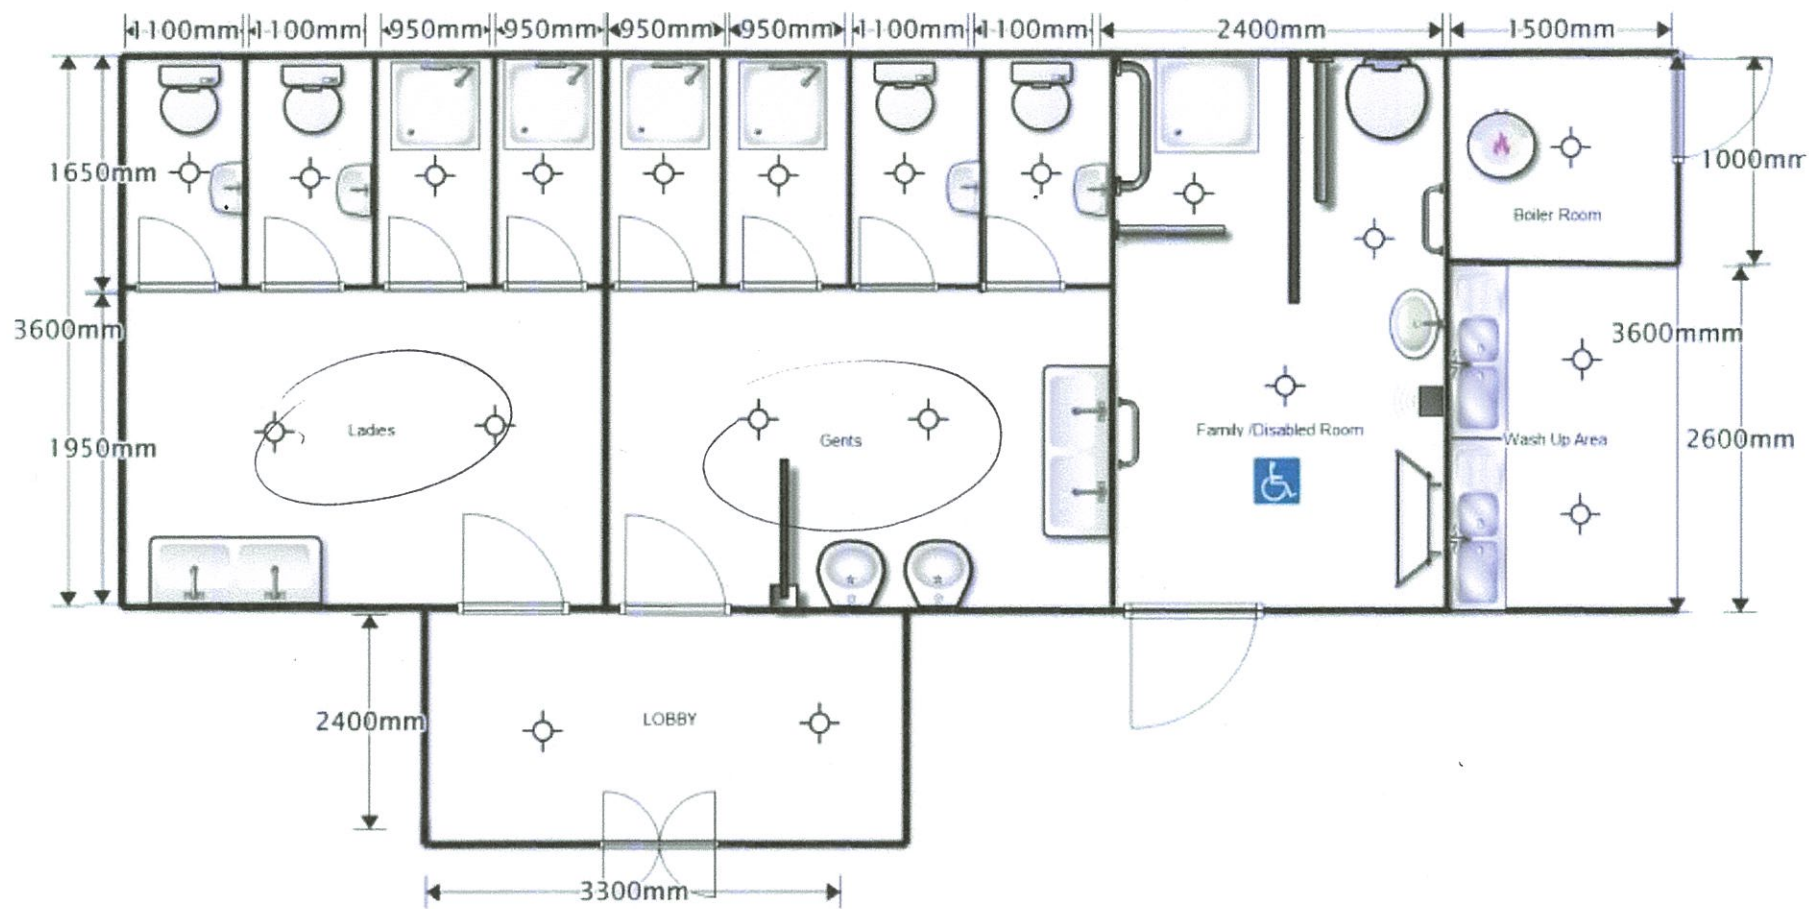 1100mm 1100mm 950mm 950mm 950mm 950mm 1100mm 1100mm 2400mm 1500mm
1650mm
1000mm
Boiler Room
3600mm
3600mmm
Ladies
Gents
Family /Disabled Room
Wash Up Area
2600mm
1950mm
2400mm
LOBBY
3300mm